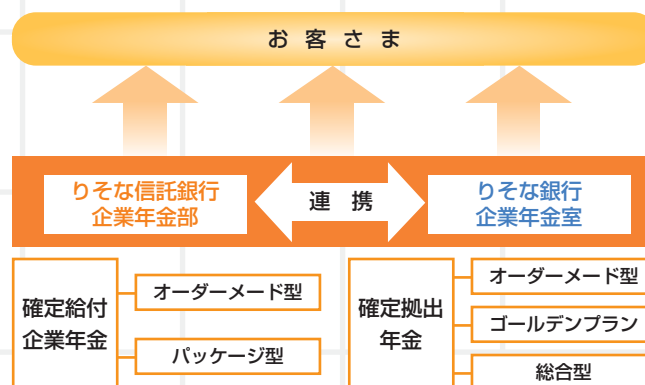 お客さま
りそな信託銀行
企業年金部
連携
りそな銀行
企業年金室
確定給付
企業年金
オーダーメード型
パッケージ型
確定拠出
年金
オーダーメード型
ゴールデンプラン
総合型